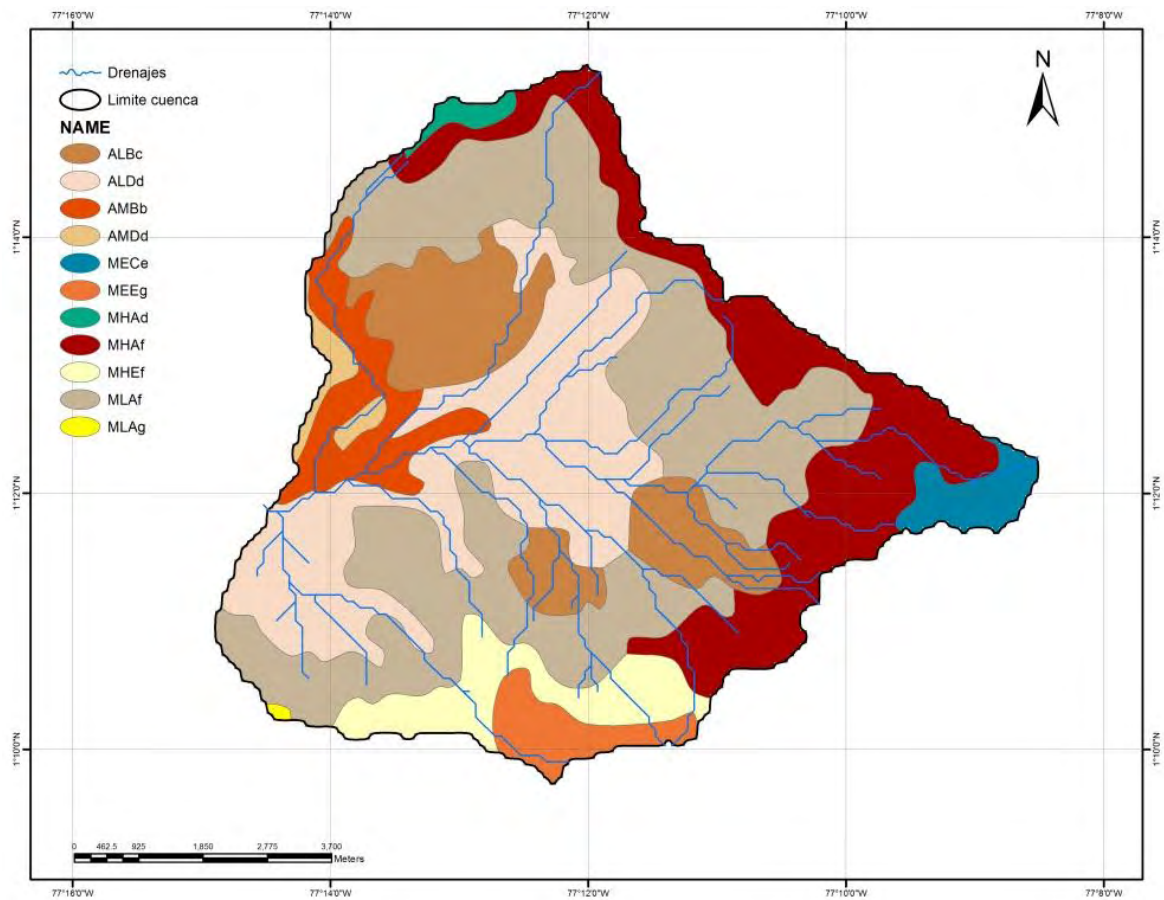 77°16'0"W 77°14'0"W 77°12'0"W 77°10'0"W 77°8'0"W
N
Drenajes
Limite cuenca
NAME
ALBc
ALDd
AMBb
AMDd
MECe
MEEg
MHAd
MHAf
MHEf
MLAf
MLAg
1°14'0"N 1°14'0"N
1°12'0"N 1°12'0"N
1°10'0"N 1°10'0"N
0 462.5 925 1,850 2,775 3,700
Meters
77°16'0"W 77°14'0"W 77°12'0"W 77°10'0"W 77°8'0"W